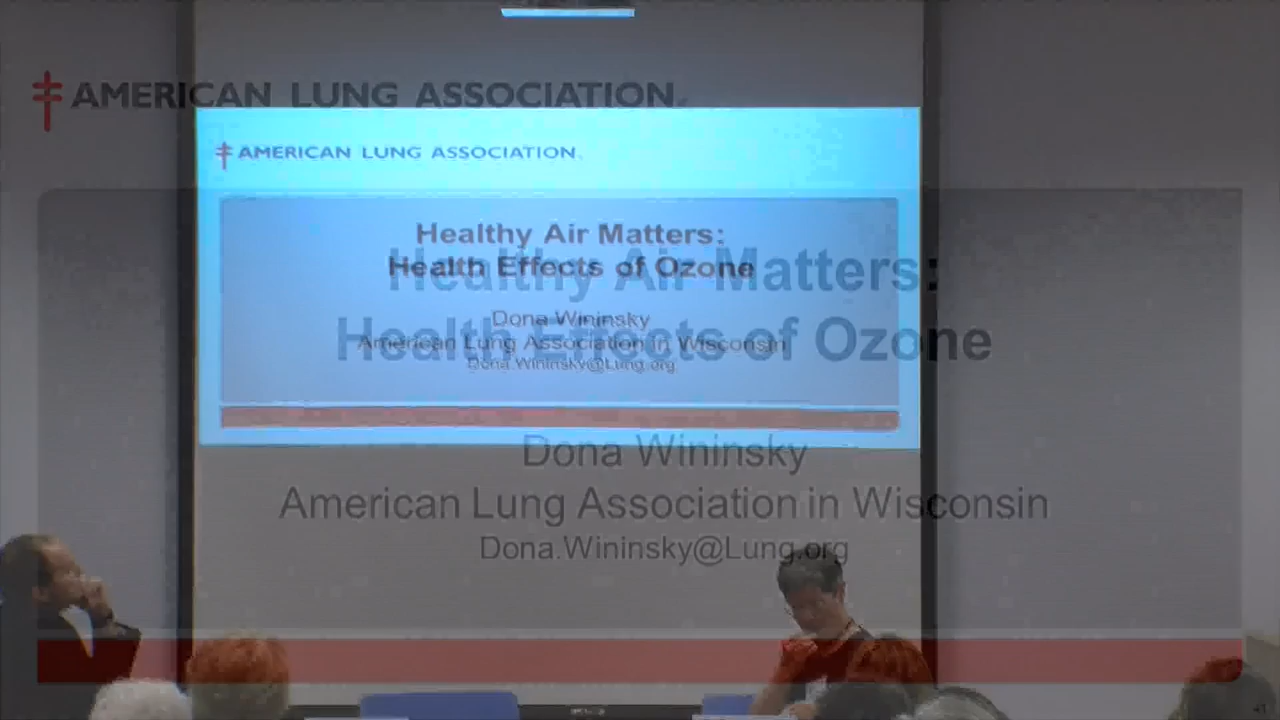 AMERICAN LUNG ASSOCIATION.
AMERICAN LUNG ASSOCIATION.
Healthy Air Matters:
Health Effects of Ozone
Dona Wininsky
American Lung Association in Wisconsin
Dona.Wininsky@Lung.org
Healthy Air Matters:
Health Effects of Ozone
Dona Wininsky
American Lung Association in Wisconsin
Dona.Wininsky@Lung.org